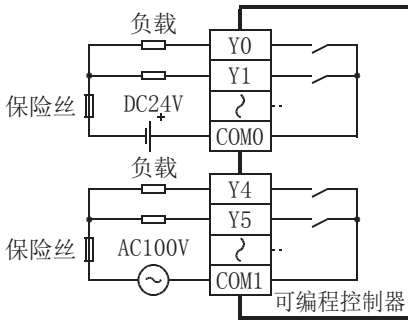 负载
Y0
Y1
保险丝
DC24V
+
COM0
负载
Y4
Y5
保险丝
AC100V
COM1
可编程控制器